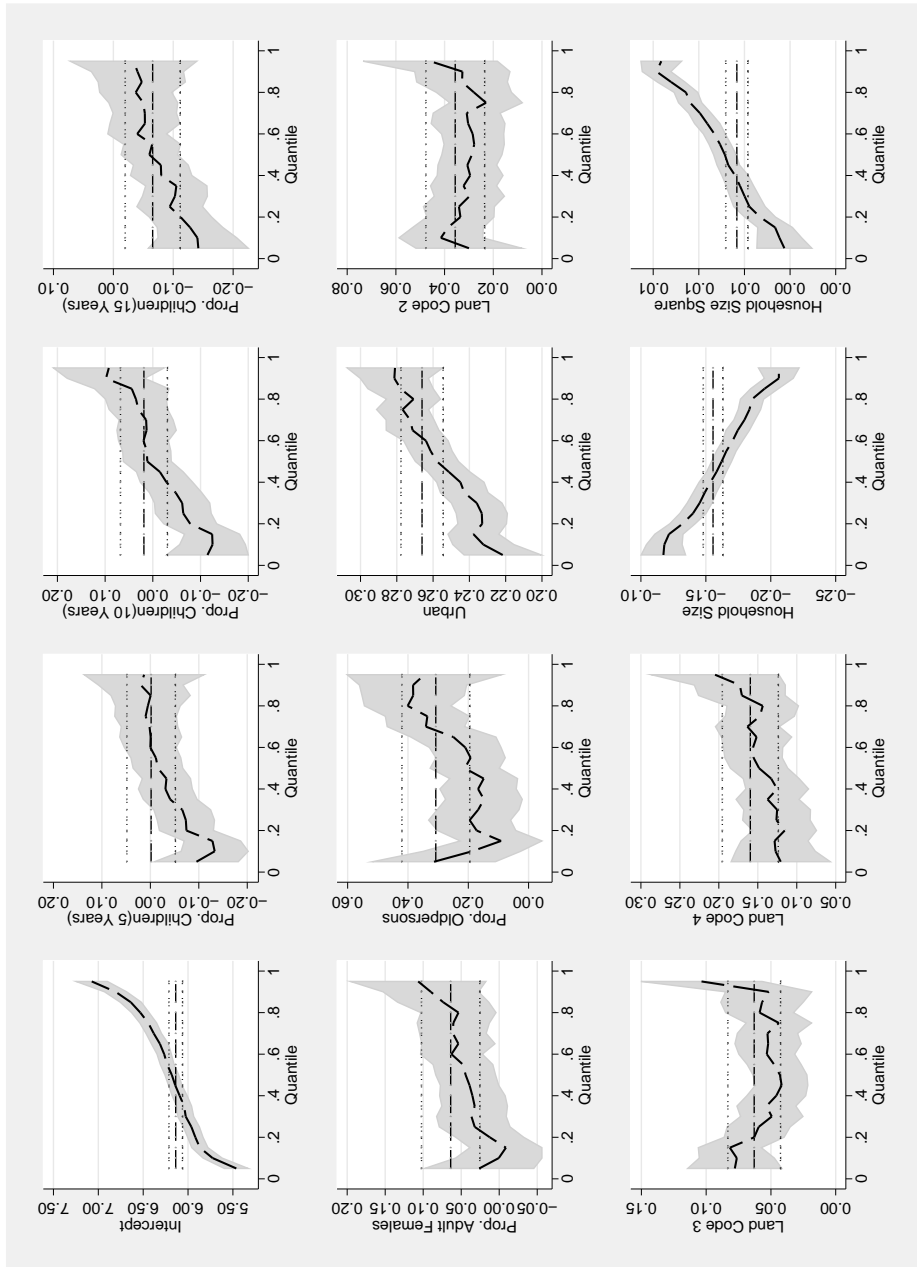 Intercept
7.50
7.00
6.50
6.00
5.50
0 .2 .4 .6 .8 1
Quantile
Prop. Children(5 Years)
0.10
0.00
−0.10
−0.20
0 .2 .4 .6 .8 1
Quantile
Prop. Children(10 Years)
0.20
0.10
0.00
−0.10
−0.20
0 .2 .4 .6 .8 1
Quantile
Prop. Children(15 Years)
0.10
0.00
−0.10
−0.20
0 .2 .4 .6 .8 1
Quantile
Prop. Adult Females
0.20
0.15
0.10
0.05
0.00
−0.05
0 .2 .4 .6 .8 1
Quantile
Prop. Oldpersons
0.60
0.40
0.20
0.00
0 .2 .4 .6 .8 1
Quantile
Urban
0.30
0.28
0.26
0.24
0.22
0.20
0 .2 .4 .6 .8 1
Quantile
Land Code 2
0.08
0.06
0.04
0.02
0.00
0 .2 .4 .6 .8 1
Quantile
Land Code 3
0.15
0.10
0.05
0.00
0 .2 .4 .6 .8 1
Quantile
Land Code 4
0.30
0.25
0.20
0.15
0.10
0.05
0 .2 .4 .6 .8 1
Quantile
Household Size
−0.10
−0.15
−0.20
−0.25
0 .2 .4 .6 .8 1
Quantile
Household Size Square
0.01
0.01
0.01
0.00
0.00
0 .2 .4 .6 .8 1
Quantile